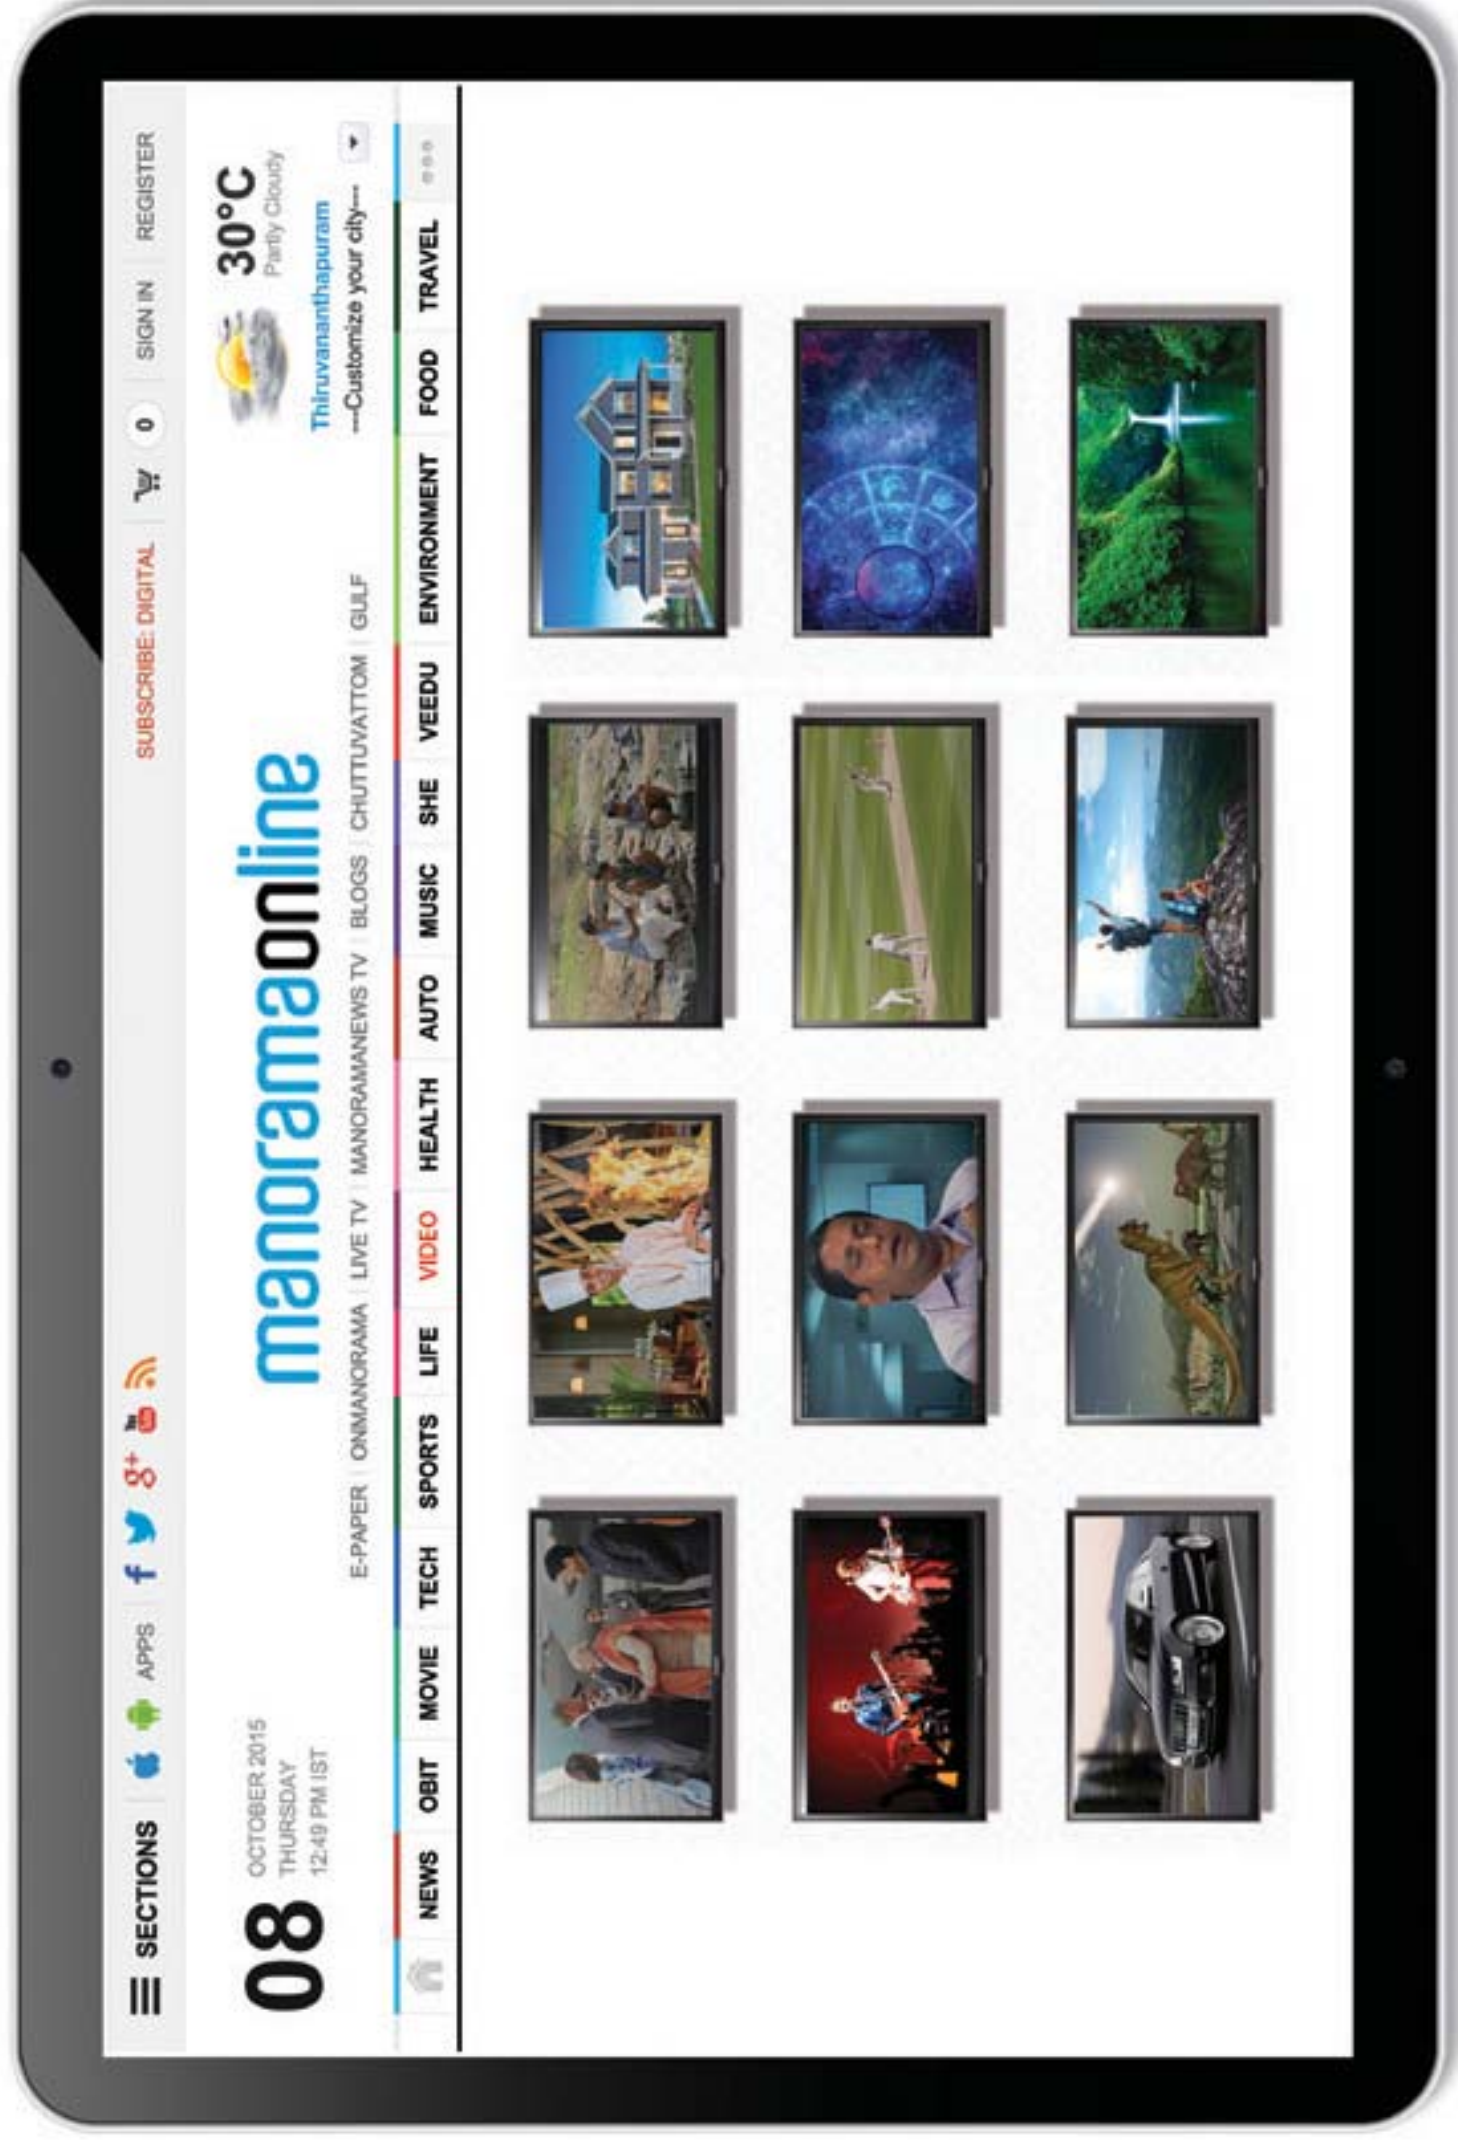 SECTIONS APPS SUBSCRIBE: DIGITAL 0 SIGN IN REGISTER
08 OCTOBER 2015
THURSDAY
12:49 PM IST
manoramaonline
30°C
Partly Cloudy
Thiruvananthapuram
---Customize your city---
E-PAPER | ONMANORAMA | LIVE TV | MANORAMANEWS TV | BLOGS | CHUTTUVATTOM | GULF
NEWS OBIT MOVIE TECH SPORTS LIFE VIDEO HEALTH AUTO MUSIC SHE VEEDU ENVIRONMENT FOOD TRAVEL